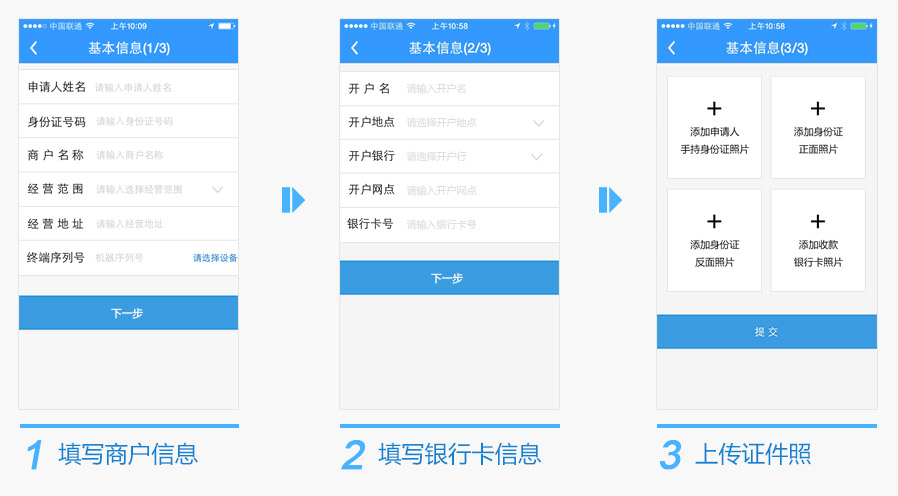 中国联通 上午10:09
基本信息(1/3)
申请人姓名 请输入申请人姓名
身份证号码 请输入身份证号码
商户名称 请输入商户名称
经营范围 请输入选择经营范围
经营地址 请输入经营地址
终端序列号 机器序列号 请选择设备
下一步
1 填写商户信息
中国联通 上午10:58
基本信息(2/3)
开户名 请输入开户名
开户地点 请选择开户地点
开户银行 请选择开户行
开户网点 请输入开户网点
银行卡号 请输入银行卡号
下一步
2 填写银行卡信息
中国联通 上午10:58
基本信息(3/3)
添加申请人
手持身份证照片
添加身份证
正面照片
添加身份证
反面照片
添加收款
银行卡照片
提交
3 上传证件照